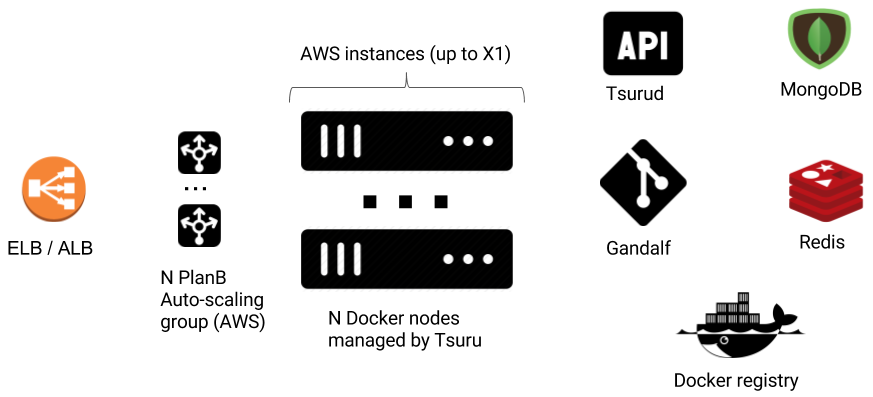 AWS instances (up to X1)
API
Tsurud
MongoDB
ELB / ALB
...
N PlanB
Auto-scaling
group (AWS)
N Docker nodes
managed by Tsuru
Gandalf
Redis
Docker registry